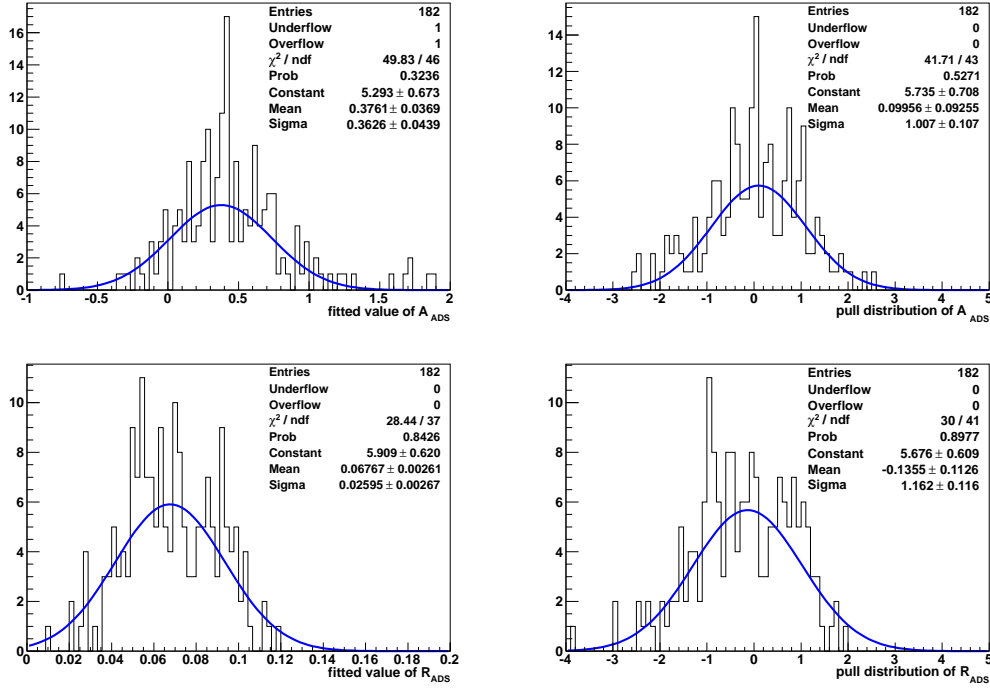 Entries 182
Underflow 1
Overflow 1
χ² / ndf 49.83 / 46
Prob 0.3236
Constant 5.293 ± 0.673
Mean 0.3761 ± 0.0369
Sigma 0.3626 ± 0.0439
16
14
12
10
8
6
4
2
0
-1 -0.5 0 0.5 1 1.5 2
fitted value of A ADS
Entries 182
Underflow 0
Overflow 0
χ² / ndf 41.71 / 43
Prob 0.5271
Constant 5.735 ± 0.708
Mean 0.09956 ± 0.09255
Sigma 1.007 ± 0.107
14
12
10
8
6
4
2
0
-4 -3 -2 -1 0 1 2 3 4 5
pull distribution of A ADS
Entries 182
Underflow 0
Overflow 0
χ² / ndf 28.44 / 37
Prob 0.8426
Constant 5.909 ± 0.620
Mean 0.06767 ± 0.00261
Sigma 0.02595 ± 0.00267
10
8
6
4
2
0
0 0.02 0.04 0.06 0.08 0.1 0.12 0.14 0.16 0.18 0.2
fitted value of R ADS
Entries 182
Underflow 0
Overflow 0
χ² / ndf 30 / 41
Prob 0.8977
Constant 5.676 ± 0.609
Mean -0.1355 ± 0.1126
Sigma 1.162 ± 0.116
10
8
6
4
2
0
-4 -3 -2 -1 0 1 2 3 4 5
pull distribution of R ADS